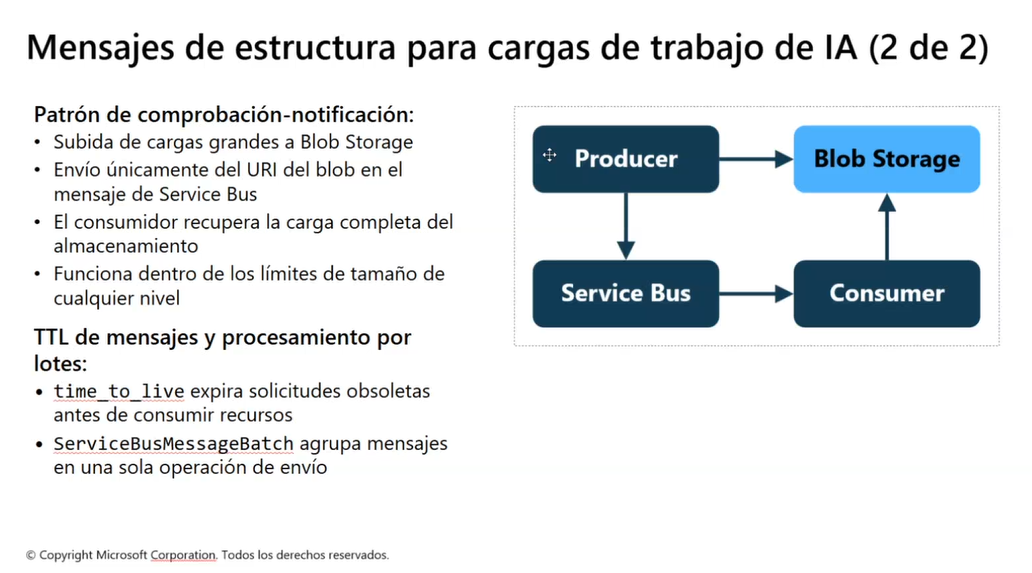 Mensajes de estructura para cargas de trabajo de IA (2 de 2)
Patrón de comprobación-notificación:
• Subida de cargas grandes a Blob Storage
• Envío únicamente del URI del blob en el
mensaje de Service Bus
• El consumidor recupera la carga completa del
almacenamiento
• Funciona dentro de los límites de tamaño de
cualquier nivel
TTL de mensajes y procesamiento por
lotes:
• time_to_live expira solicitudes obsoletas
antes de consumir recursos
• ServiceBusMessageBatch agrupa mensajes
en una sola operación de envío
Producer
Blob Storage
Service Bus
Consumer
© Copyright Microsoft Corporation. Todos los derechos reservados.